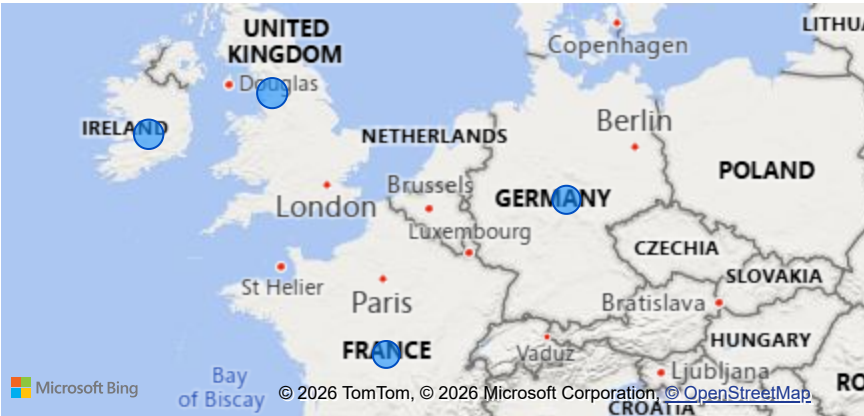 UNITED
KINGDOM
LITHU
Copenhagen
Douglas
IRELAND
NETHERLANDS
Berlin
POLAND
Brussels
GERMANY
London
Luxembourg
CZECHIA
SLOVAKIA
St Helier
Paris
Bratislava
HUNGARY
FRANCE
Vaduz
Ljubljana
Bay
of Biscay
RO
Microsoft Bing
© 2026 TomTom, © 2026 Microsoft Corporation, © OpenStreetMap
CROATIA